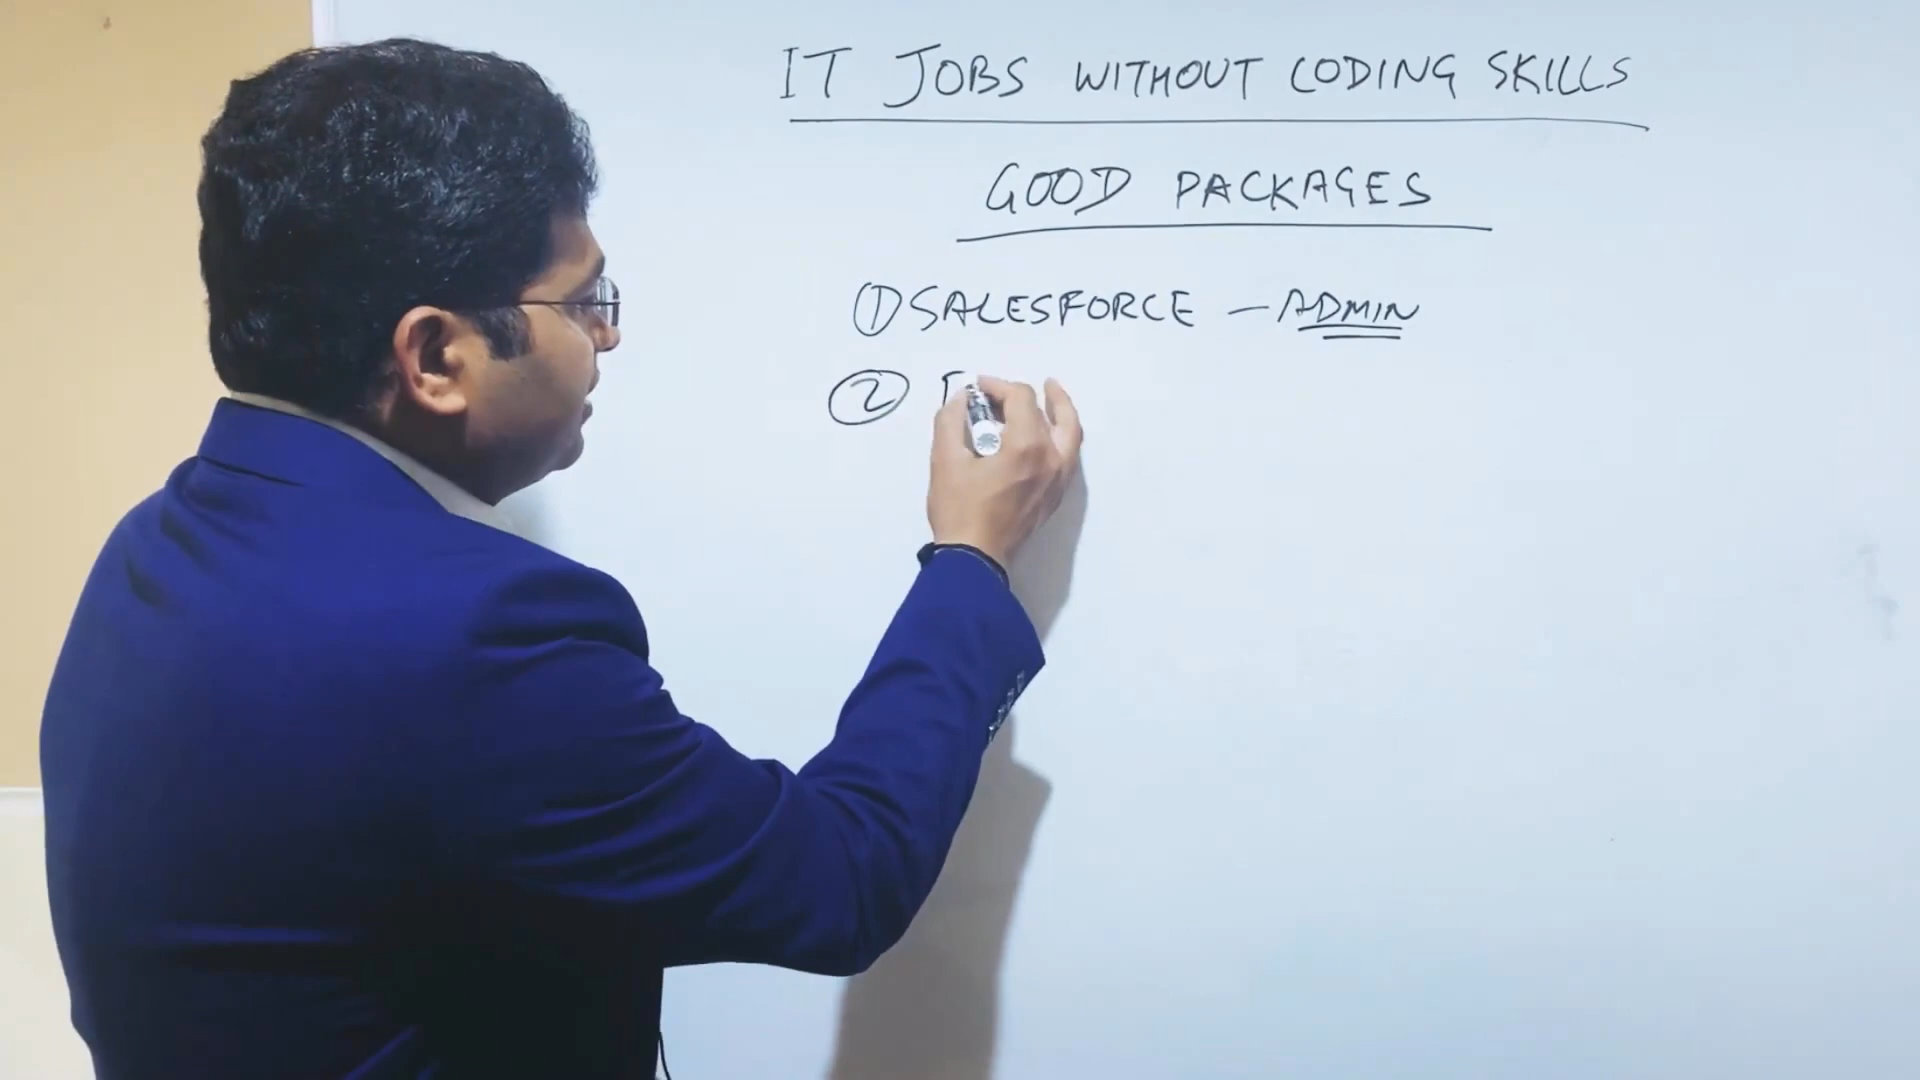 IT JOBS WITHOUT CODING SKILLS
GOOD PACKAGES
① SALESFORCE - ADMIN
②